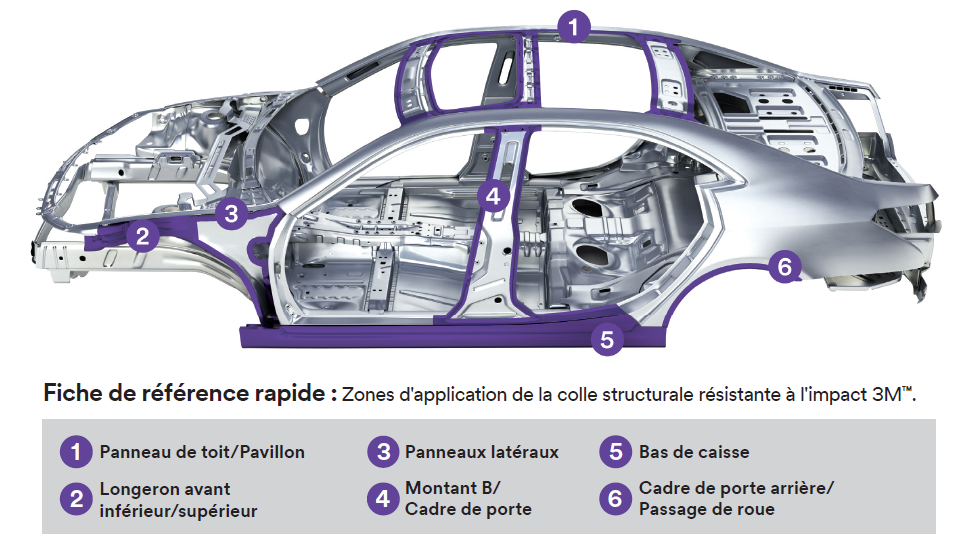 1
2
3
4
5
6
Fiche de référence rapide : Zones d'application de la colle structurale résistante à l'impact 3M™.
1 Panneau de toit/Pavillon
2 Longeron avant
inférieur/supérieur
3 Panneaux latéraux
4 Montant B/
Cadre de porte
5 Bas de caisse
6 Cadre de porte arrière/
Passage de roue